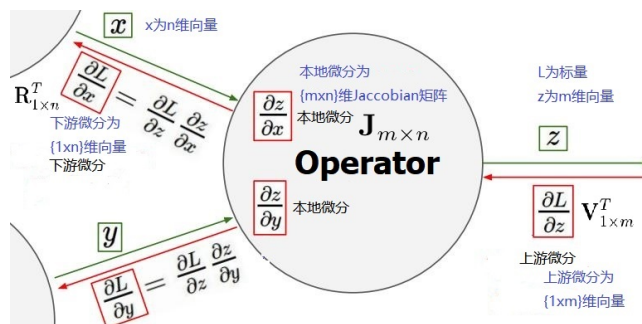 x
x为n维向量
R^T_{1×n}
∂L/∂x = ∂L/∂z ∂z/∂x
下游微分为
{1xn}维向量
下游微分
本地微分为
{mxn}维Jaccobian矩阵
∂z/∂x
本地微分
J_{m×n}
Operator
∂z/∂y
本地微分
L为标量
z为m维向量
z
∂L/∂z
V^T_{1×m}
上游微分
上游微分为
{1xm}维向量
y
∂L/∂y = ∂L/∂z ∂z/∂y